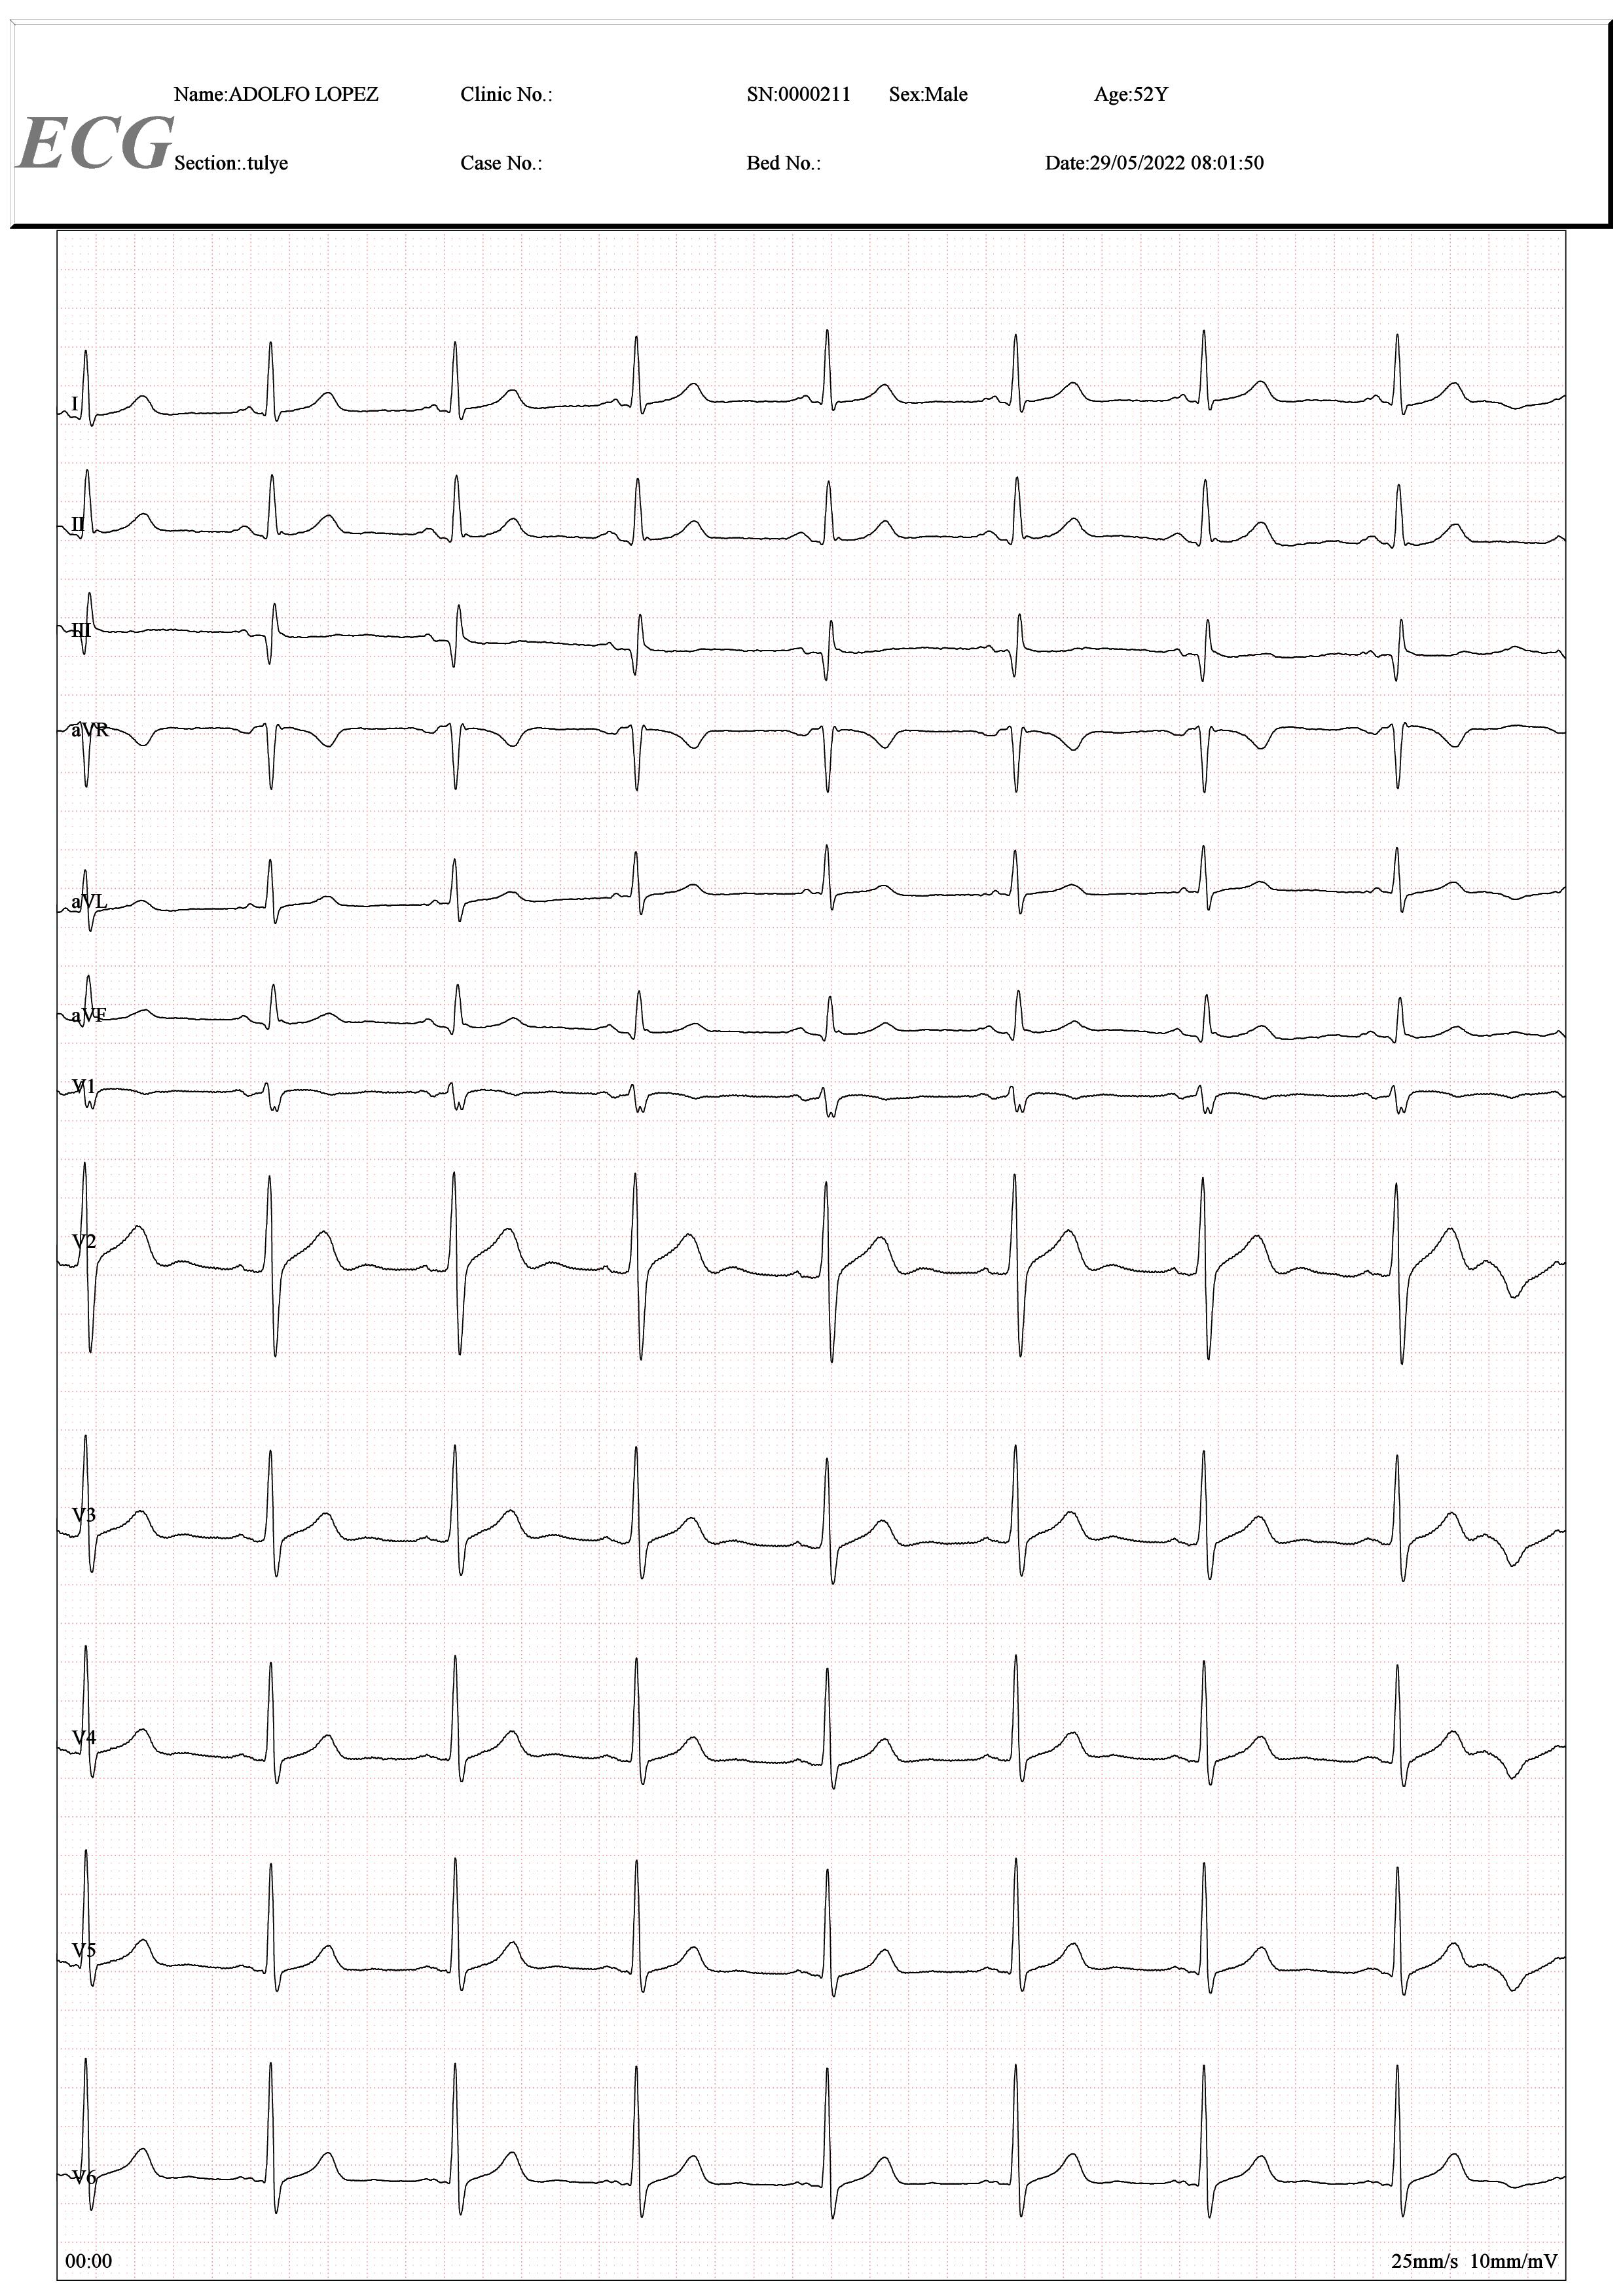 Name:ADOLFO LOPEZ Clinic No.: SN:0000211 Sex:Male Age:52Y
ECG
Section:.tulye Case No.: Bed No.: Date:29/05/2022 08:01:50
I
II
III
aVR
aVL
aVF
V1
V2
V3
V4
V5
V6
00:00 25mm/s 10mm/mV